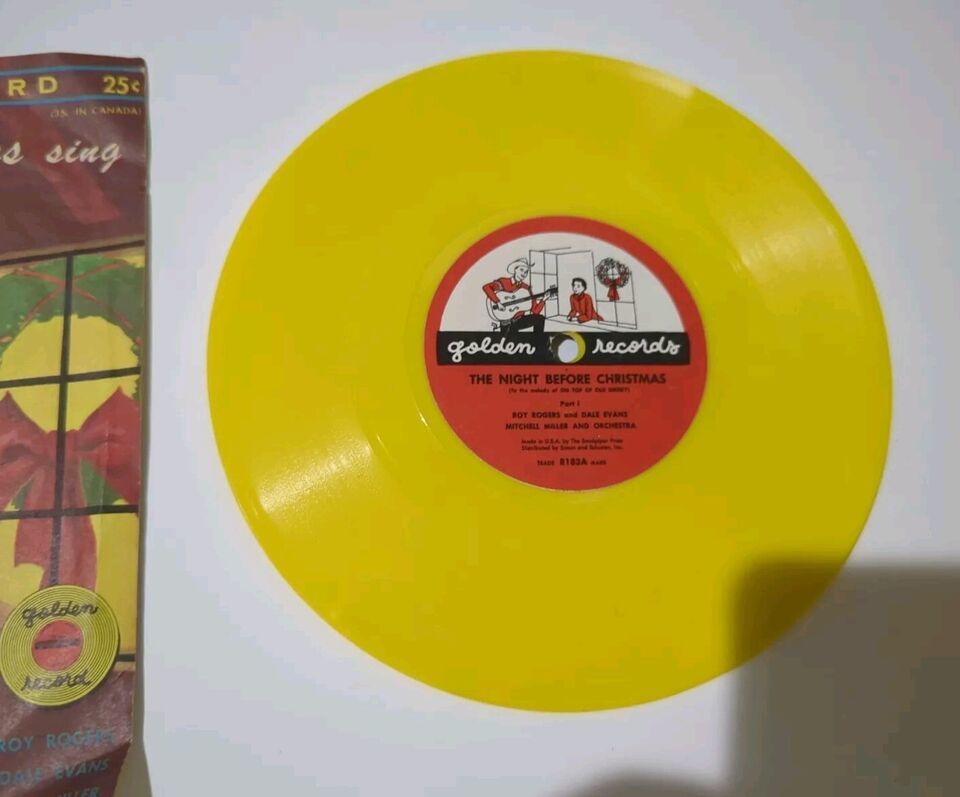 RD 25¢
IN CANADA)
sing
golden
record
ROY ROGERS
DALE EVANS
MILLER
golden records
THE NIGHT BEFORE CHRISTMAS
(To the melody of ON TOP OF OLD SMOKY)
Part I
ROY ROGERS and DALE EVANS
MITCHELL MILLER AND ORCHESTRA
Made in U.S.A. by The Sandpiper Press
Distributed by Simon and Schuster, Inc.
TRADE R183A MARK